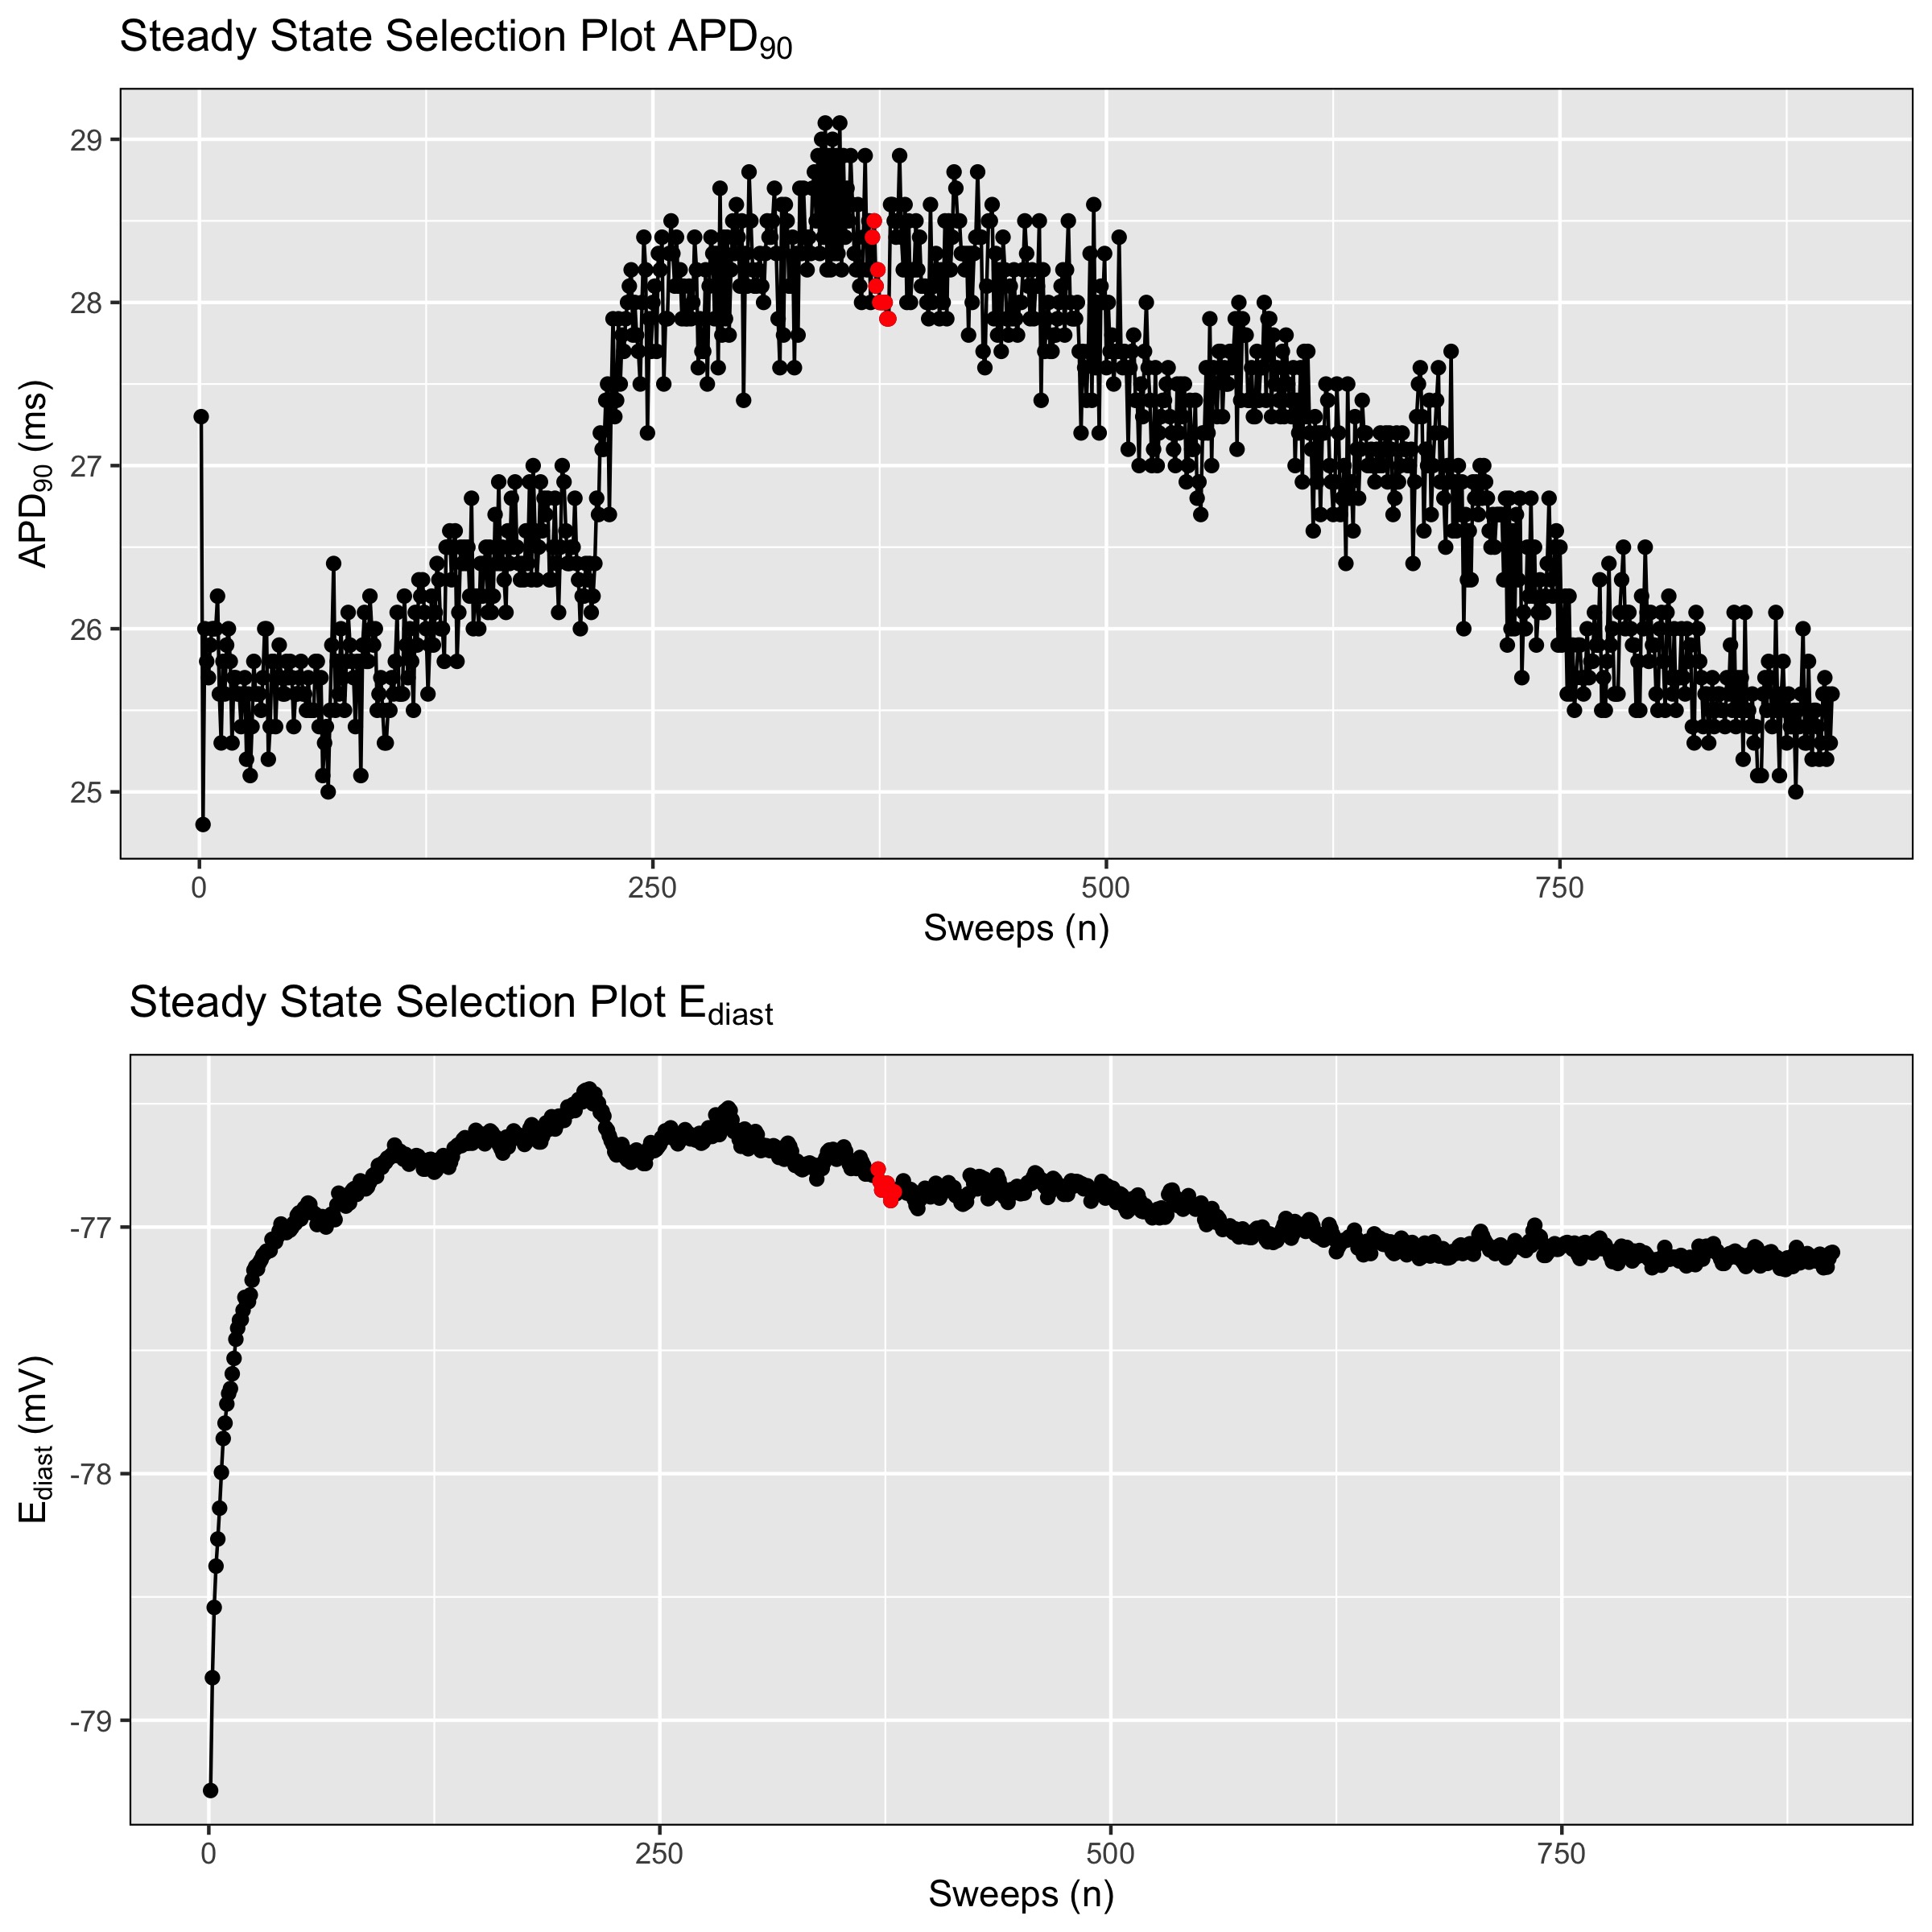 Steady State Selection Plot APD90
29
28
27
26
25
APD90 (ms)
0 250 500 750
Sweeps (n)
Steady State Selection Plot Ediast
-77
-78
-79
Ediast (mV)
0 250 500 750
Sweeps (n)